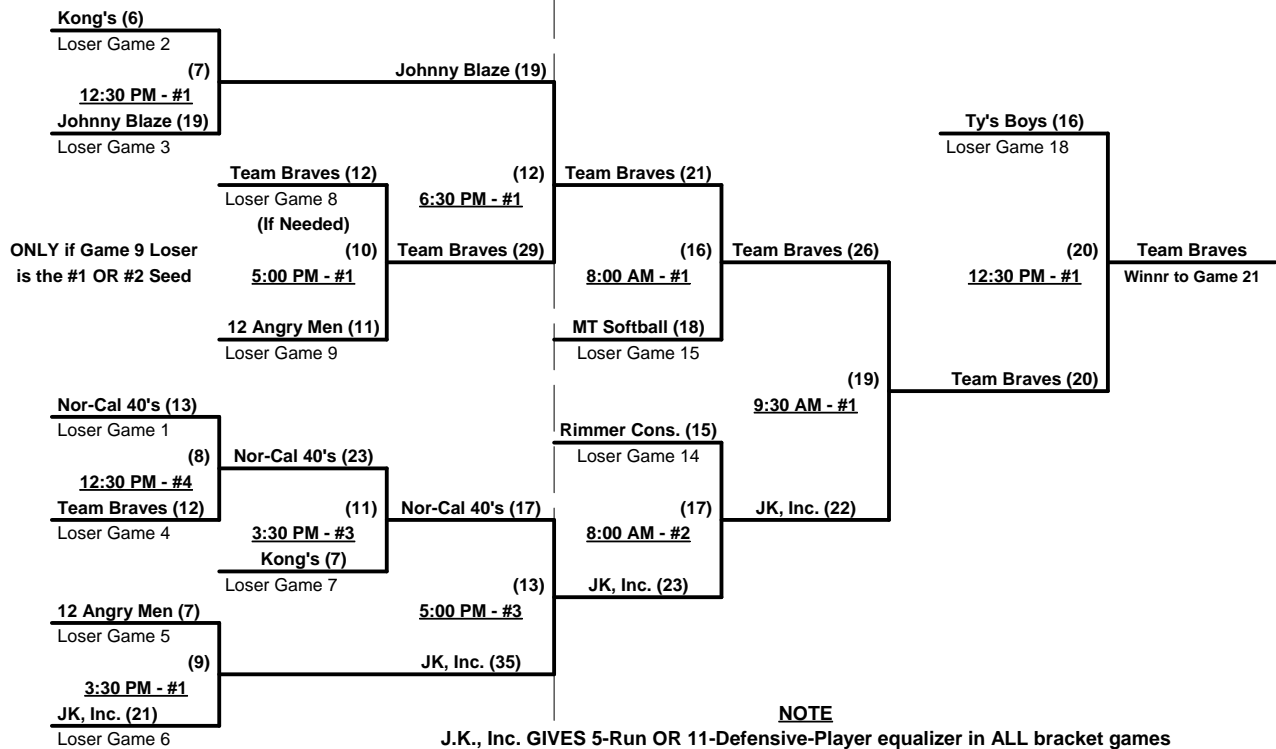 Kong's (6)
Loser Game 2
(7)
12:30 PM - #1
Johnny Blaze (19)
Loser Game 3
Johnny Blaze (19)
Team Braves (12)
Loser Game 8
(If Needed)
ONLY if Game 9 Loser
is the #1 OR #2 Seed
(10)
5:00 PM - #1
12 Angry Men (11)
Loser Game 9
(12)
6:30 PM - #1
Team Braves (29)
Team Braves (21)
(16)
8:00 AM - #1
MT Softball (18)
Loser Game 15
Team Braves (26)
Ty's Boys (16)
Loser Game 18
(20)
12:30 PM - #1
Team Braves
Winnr to Game 21
(19)
9:30 AM - #1
Team Braves (20)
Nor-Cal 40's (13)
Loser Game 1
(8)
12:30 PM - #4
Team Braves (12)
Loser Game 4
Nor-Cal 40's (23)
(11)
3:30 PM - #3
Kong's (7)
Loser Game 7
Nor-Cal 40's (17)
Rimmer Cons. (15)
Loser Game 14
(17)
8:00 AM - #2
JK, Inc. (22)
(13)
5:00 PM - #3
JK, Inc. (23)
12 Angry Men (7)
Loser Game 5
(9)
3:30 PM - #1
JK, Inc. (21)
Loser Game 6
JK, Inc. (35)
NOTE
J.K., Inc. GIVES 5-Run OR 11-Defensive-Player equalizer in ALL bracket games